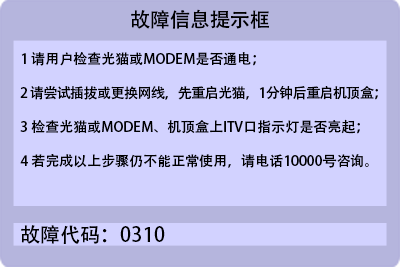 故障信息提示框
1 请用户检查光猫或MODEM是否通电；
2 请尝试插拔或更换网线，先重启光猫，1分钟后重启机顶盒；
3 检查光猫或MODEM、机顶盒上ITV口指示灯是否亮起；
4 若完成以上步骤仍不能正常使用，请电话10000号咨询。
故障代码：0310